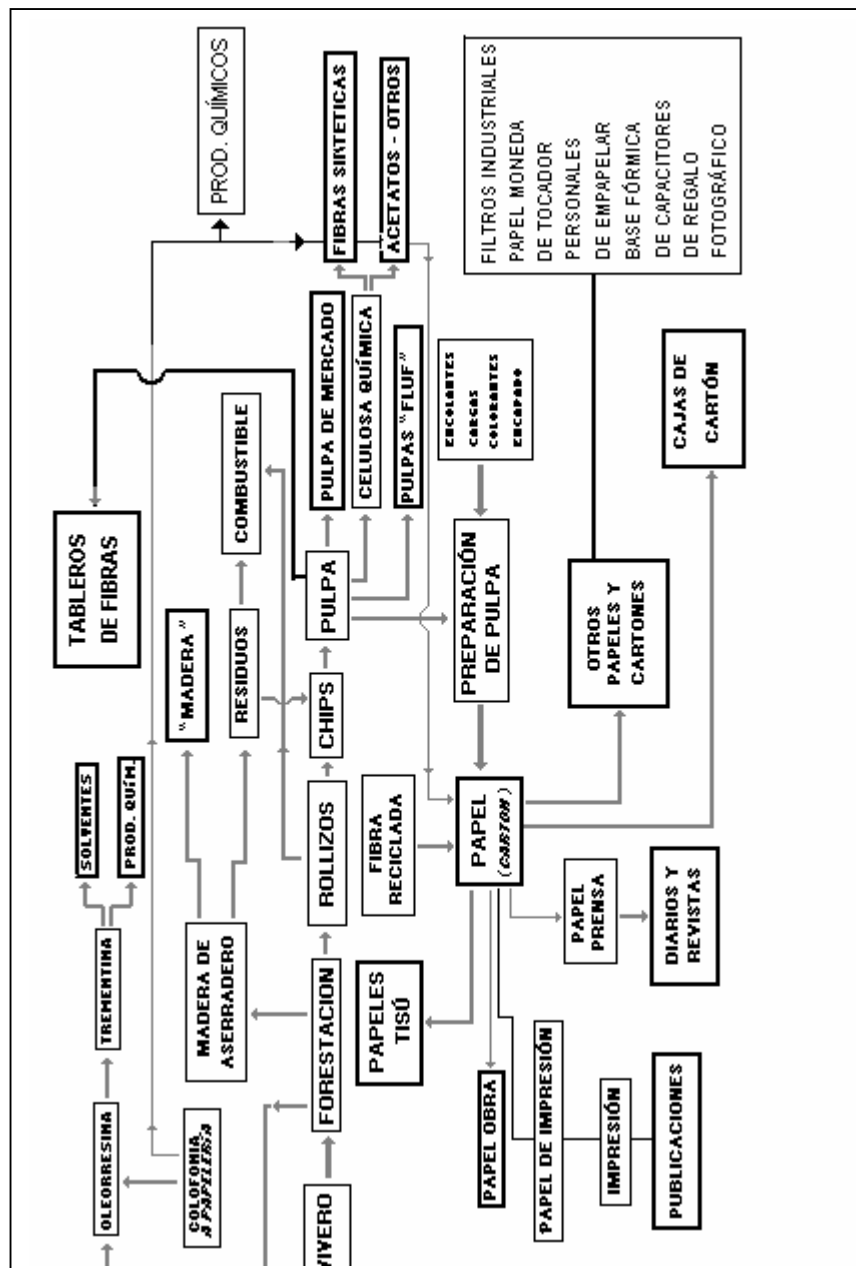 OLEORRESINA
TREMENTINA
SOLVENTES
PROD. QUÍM.
TABLEROS
DE FIBRAS
COLOFONIA
A PAPELERÍA
MADERA DE
ASERRADERO
"MADERA"
RESIDUOS
COMBUSTIBLE
PROD. QUÍMICOS
VIVERO
FORESTACION
ROLLIZOS
CHIPS
PULPA
PULPA DE MERCADO
CELULOSA QUÍMICA
PULPAS "FLUF"
FIBRAS SINTETICAS
ACETATOS - OTROS
PAPELES
TISÚ
FIBRA
RECICLADA
PAPEL
(CARTON)
PREPARACIÓN
DE PULPA
ENCOLANTES
CARGAS
COLORANTES
ENCAPADO
PAPEL OBRA
PAPEL DE IMPRESIÓN
IMPRESIÓN
PUBLICACIONES
PAPEL
PRENSA
DIARIOS Y
REVISTAS
OTROS
PAPELES Y
CARTONES
CAJAS DE
CARTÓN
FILTROS INDUSTRIALES
PAPEL MONEDA
DE TOCADOR
PERSONALES
DE EMPAPELAR
BASE FÓRMICA
DE CAPACITORES
DE REGALO
FOTOGRÁFICO